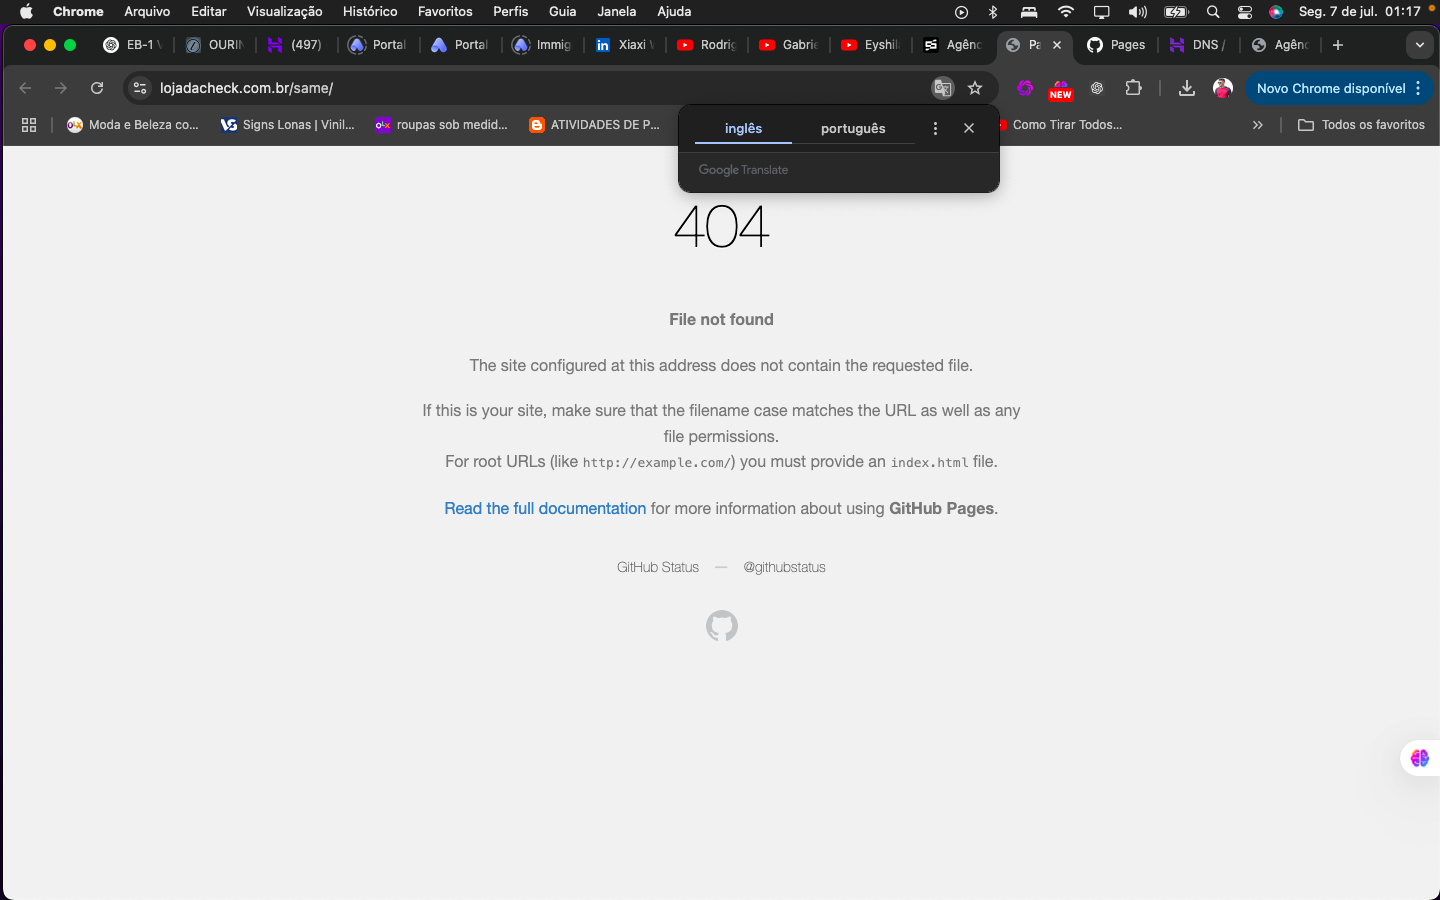 Chrome Arquivo Editar Visualização Histórico Favoritos Perfis Guia Janela Ajuda Seg. 7 de jul. 01:17
EB-1 OURIN (497) Portal Portal Immig Xiaxi Rodrig Gabrie Eyshil Agênc Pa Pages DNS / Agênc
lojadacheck.com.br/same/ NEW Novo Chrome disponível
Moda e Beleza co... Signs Lonas | Vinil... roupas sob medid... ATIVIDADES DE P... Como Tirar Todos... Todos os favoritos
inglês português
Google Translate
404
File not found
The site configured at this address does not contain the requested file.
If this is your site, make sure that the filename case matches the URL as well as any
file permissions.
For root URLs (like http://example.com/) you must provide an index.html file.
Read the full documentation for more information about using GitHub Pages.
GitHub Status — @githubstatus